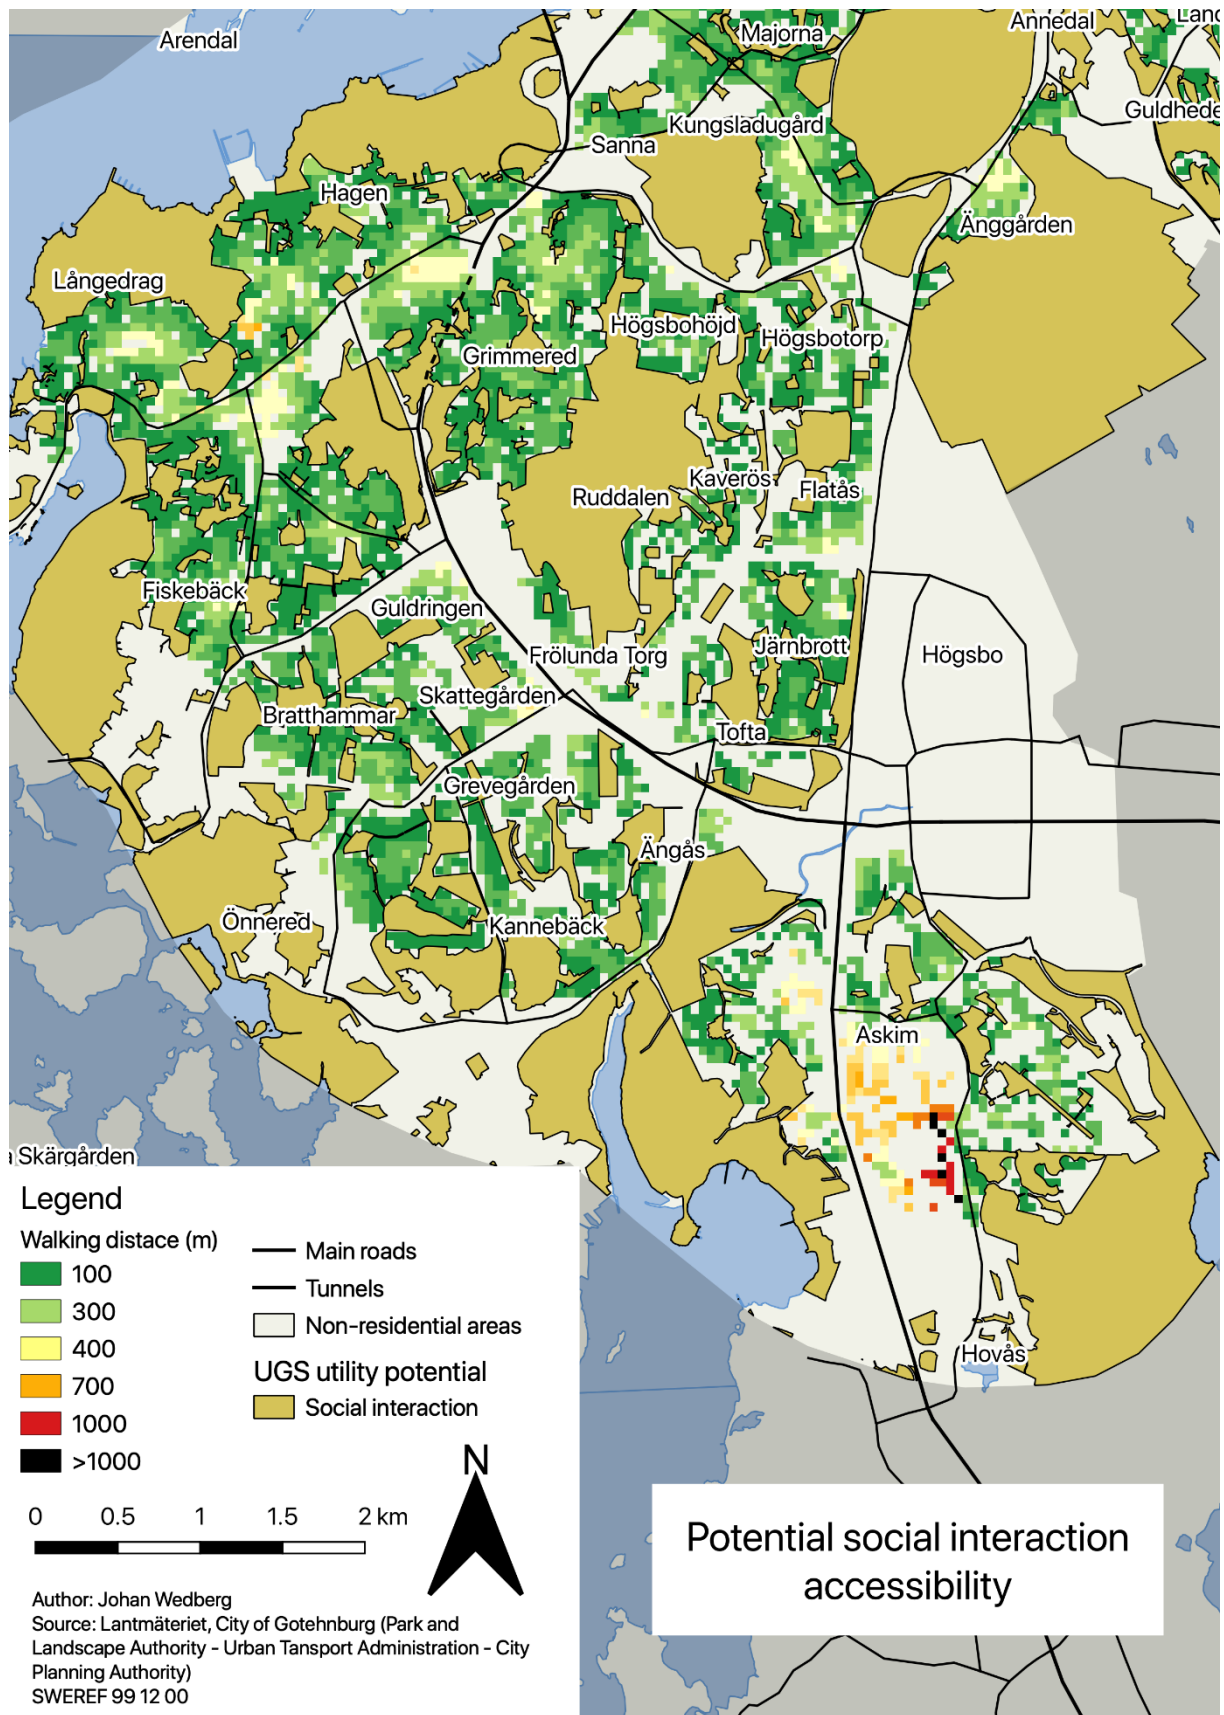 Arendal
Majorna
Annedal
Kungsladugård
Guldhede
Sanna
Hagen
Änggården
Långedrag
Högsbohöjd
Högsbotorp
Grimmered
Kaverös
Flatås
Ruddalen
Fiskebäck
Guldringen
Frölunda Torg
Järnbrott
Högsbo
Skattegården
Bratthammar
Tofta
Grevegården
Ängås
Önnered
Kannebäck
Askim
a Skärgården
Hovås
Legend
Walking distace (m)
100
300
400
700
1000
>1000
Main roads
Tunnels
Non-residential areas
UGS utility potential
Social interaction
N
0 0.5 1 1.5 2 km
Author: Johan Wedberg
Source: Lantmäteriet, City of Gotehnburg (Park and
Landscape Authority - Urban Tansport Administration - City
Planning Authority)
SWEREF 99 12 00
Potential social interaction
accessibility